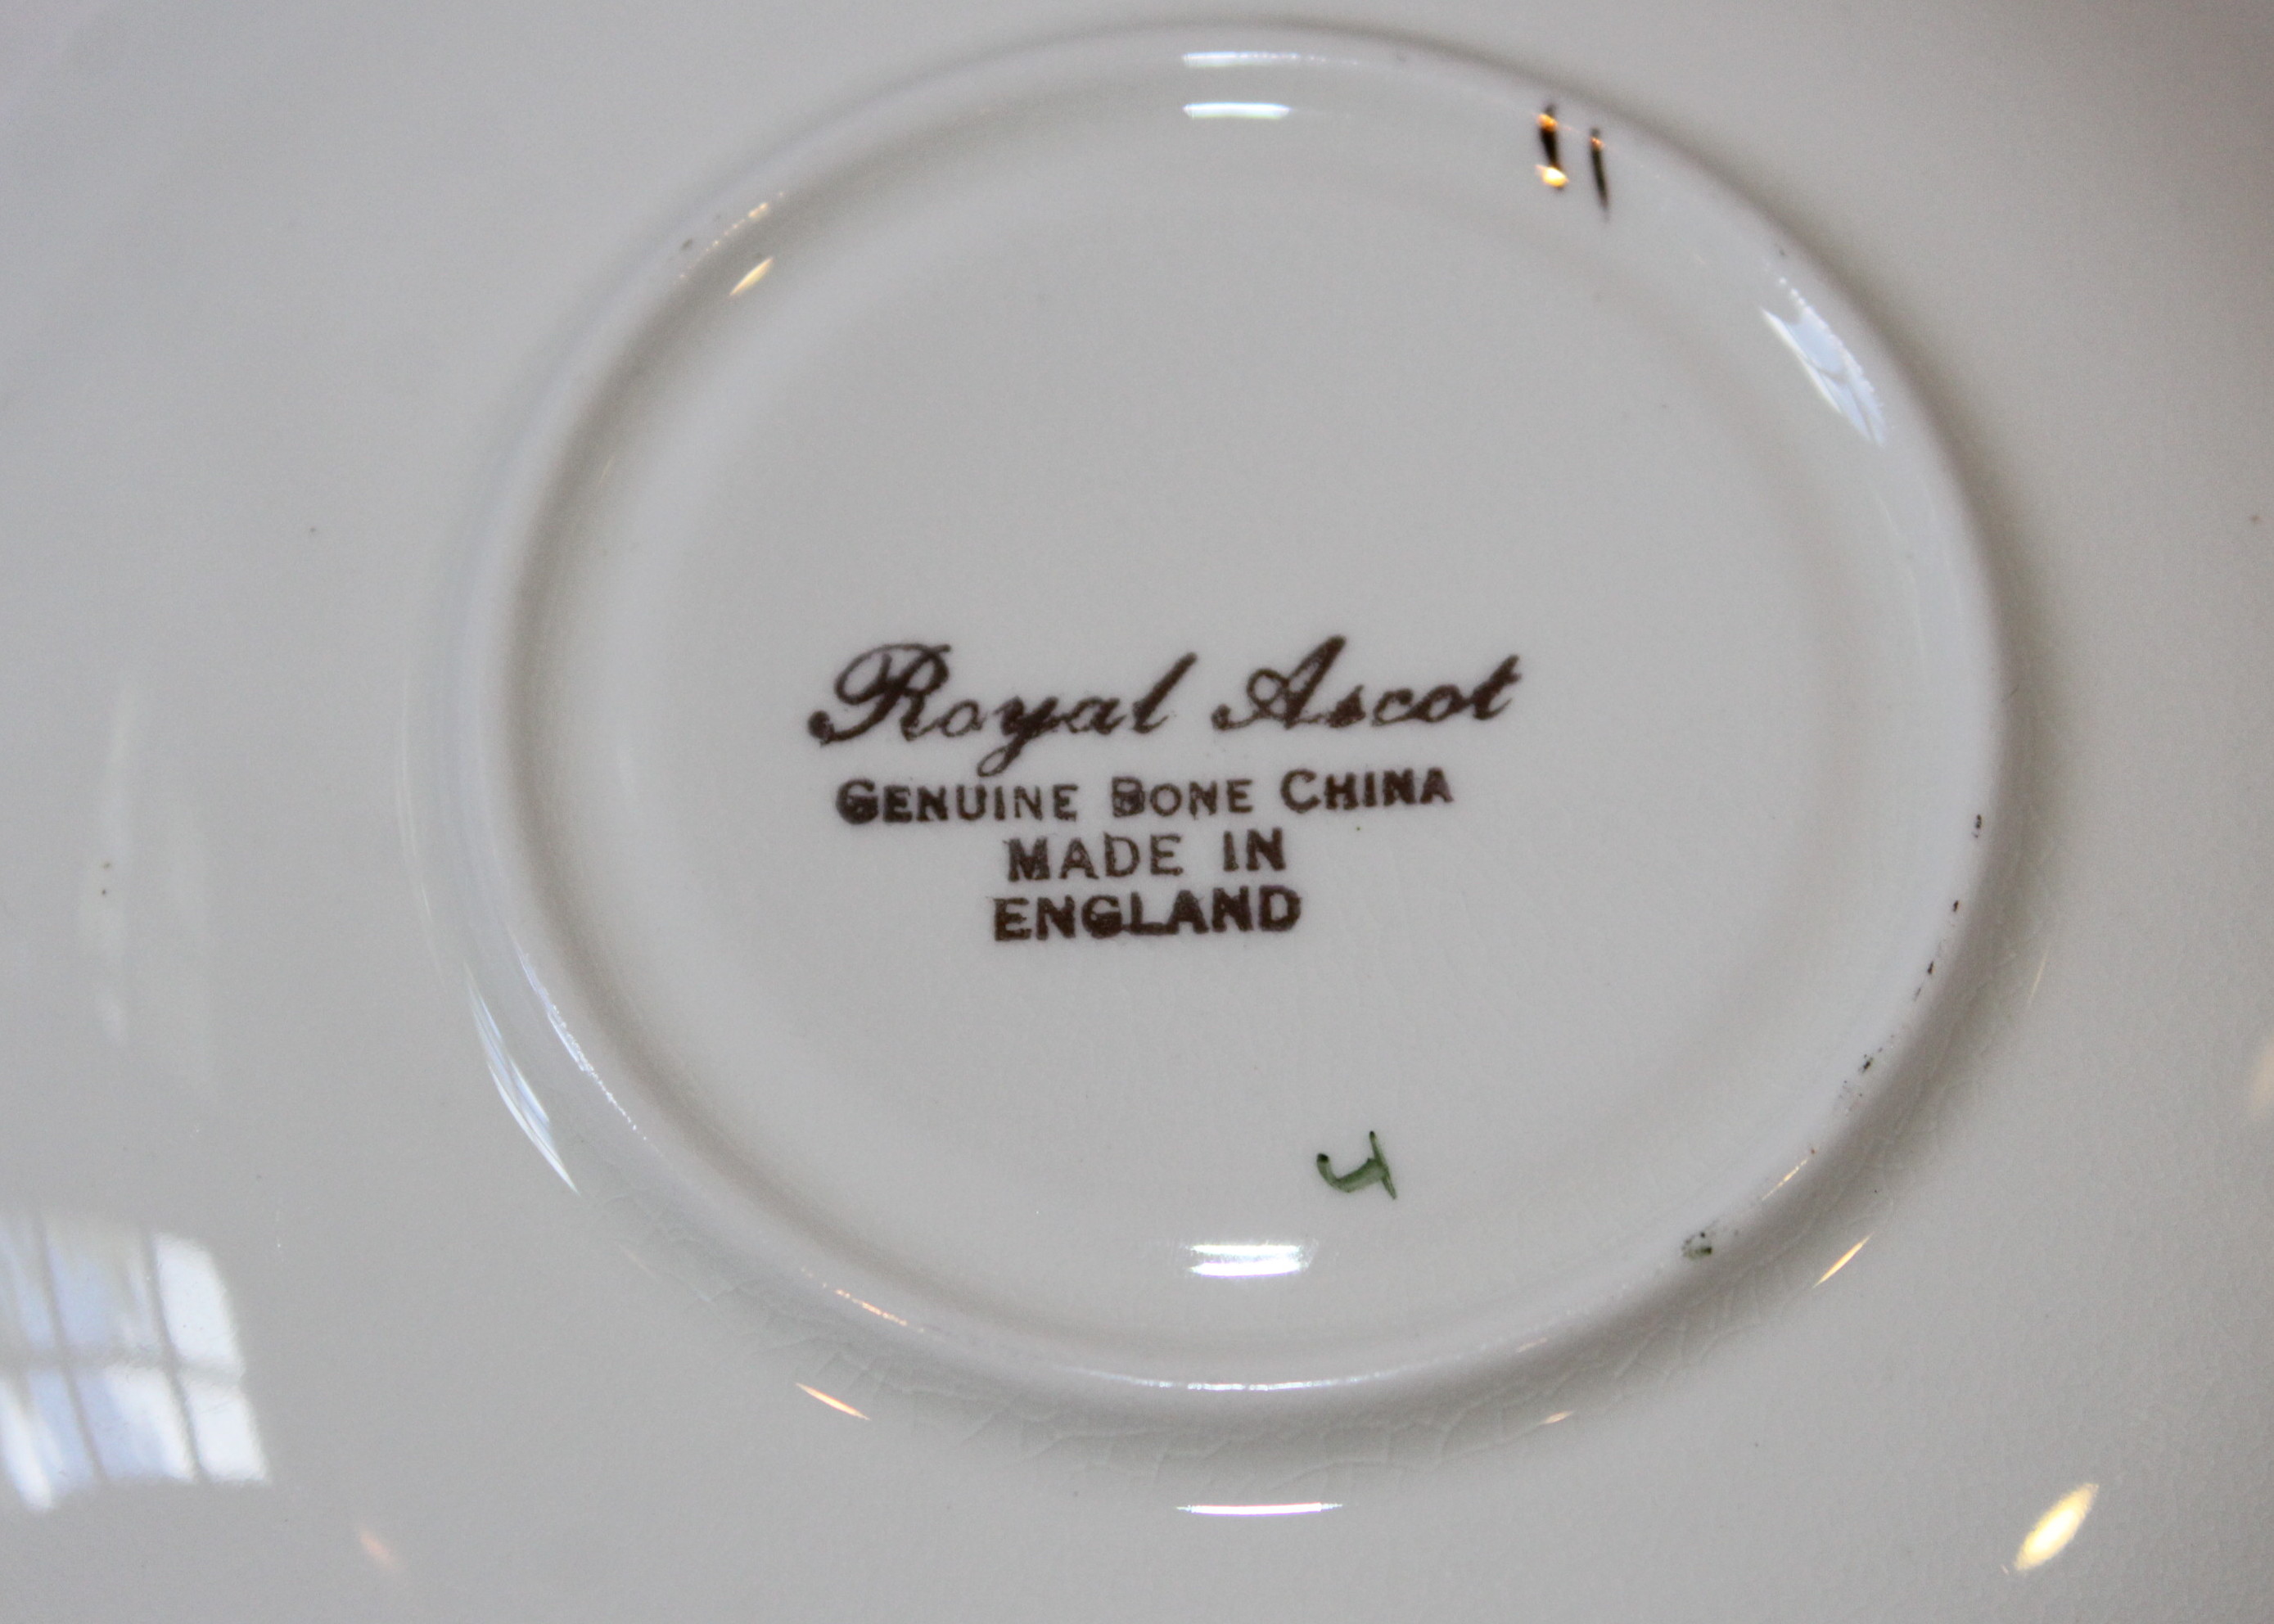 Royal Ascot
GENUINE BONE CHINA
MADE IN
ENGLAND